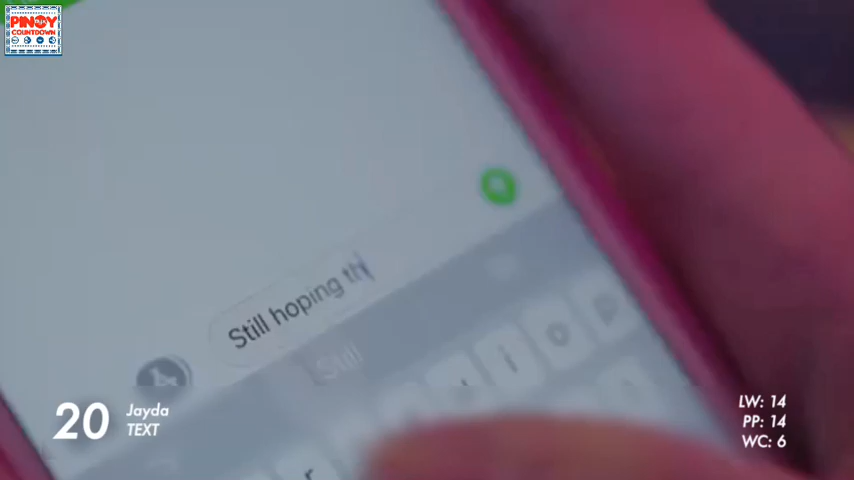 PINOY
COUNTDOWN
Still hoping th
Still
20
Jayda
TEXT
LW: 14
PP: 14
WC: 6